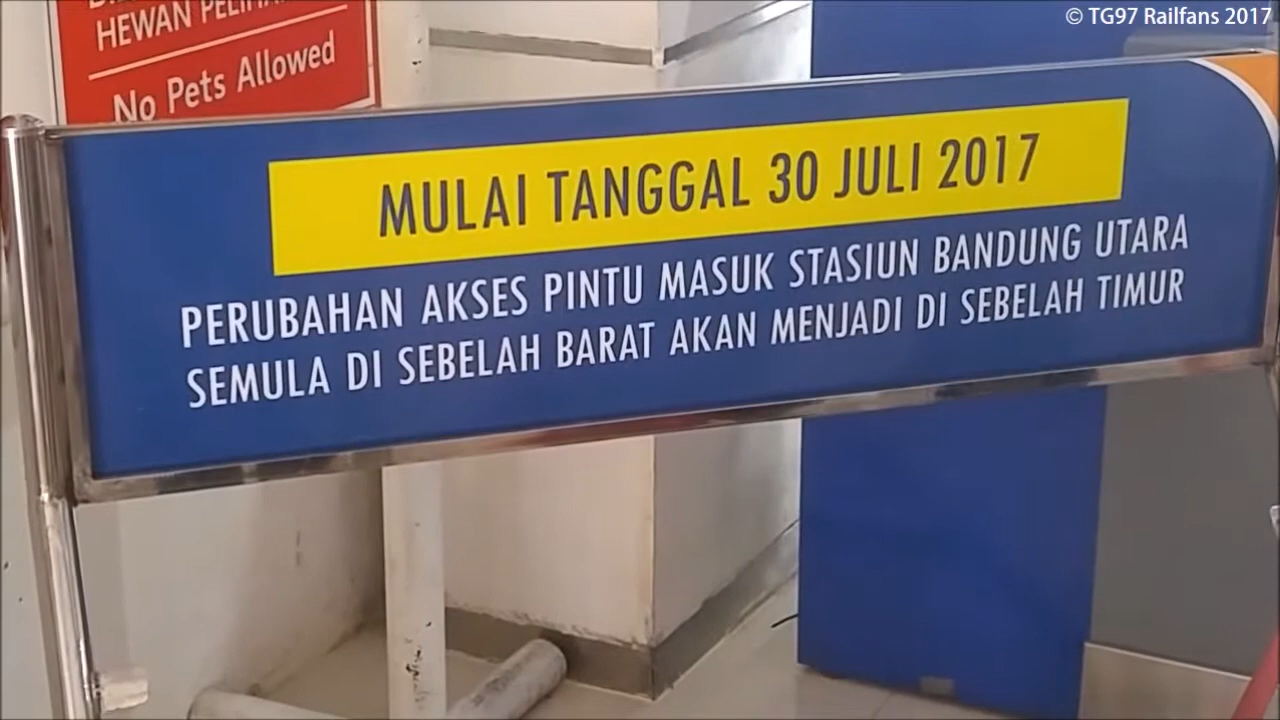 © TG97 Railfans 2017
HEWAN
No Pets Allowed
MULAI TANGGAL 30 JULI 2017
PERUBAHAN AKSES PINTU MASUK STASIUN BANDUNG UTARA
SEMULA DI SEBELAH BARAT AKAN MENJADI DI SEBELAH TIMUR